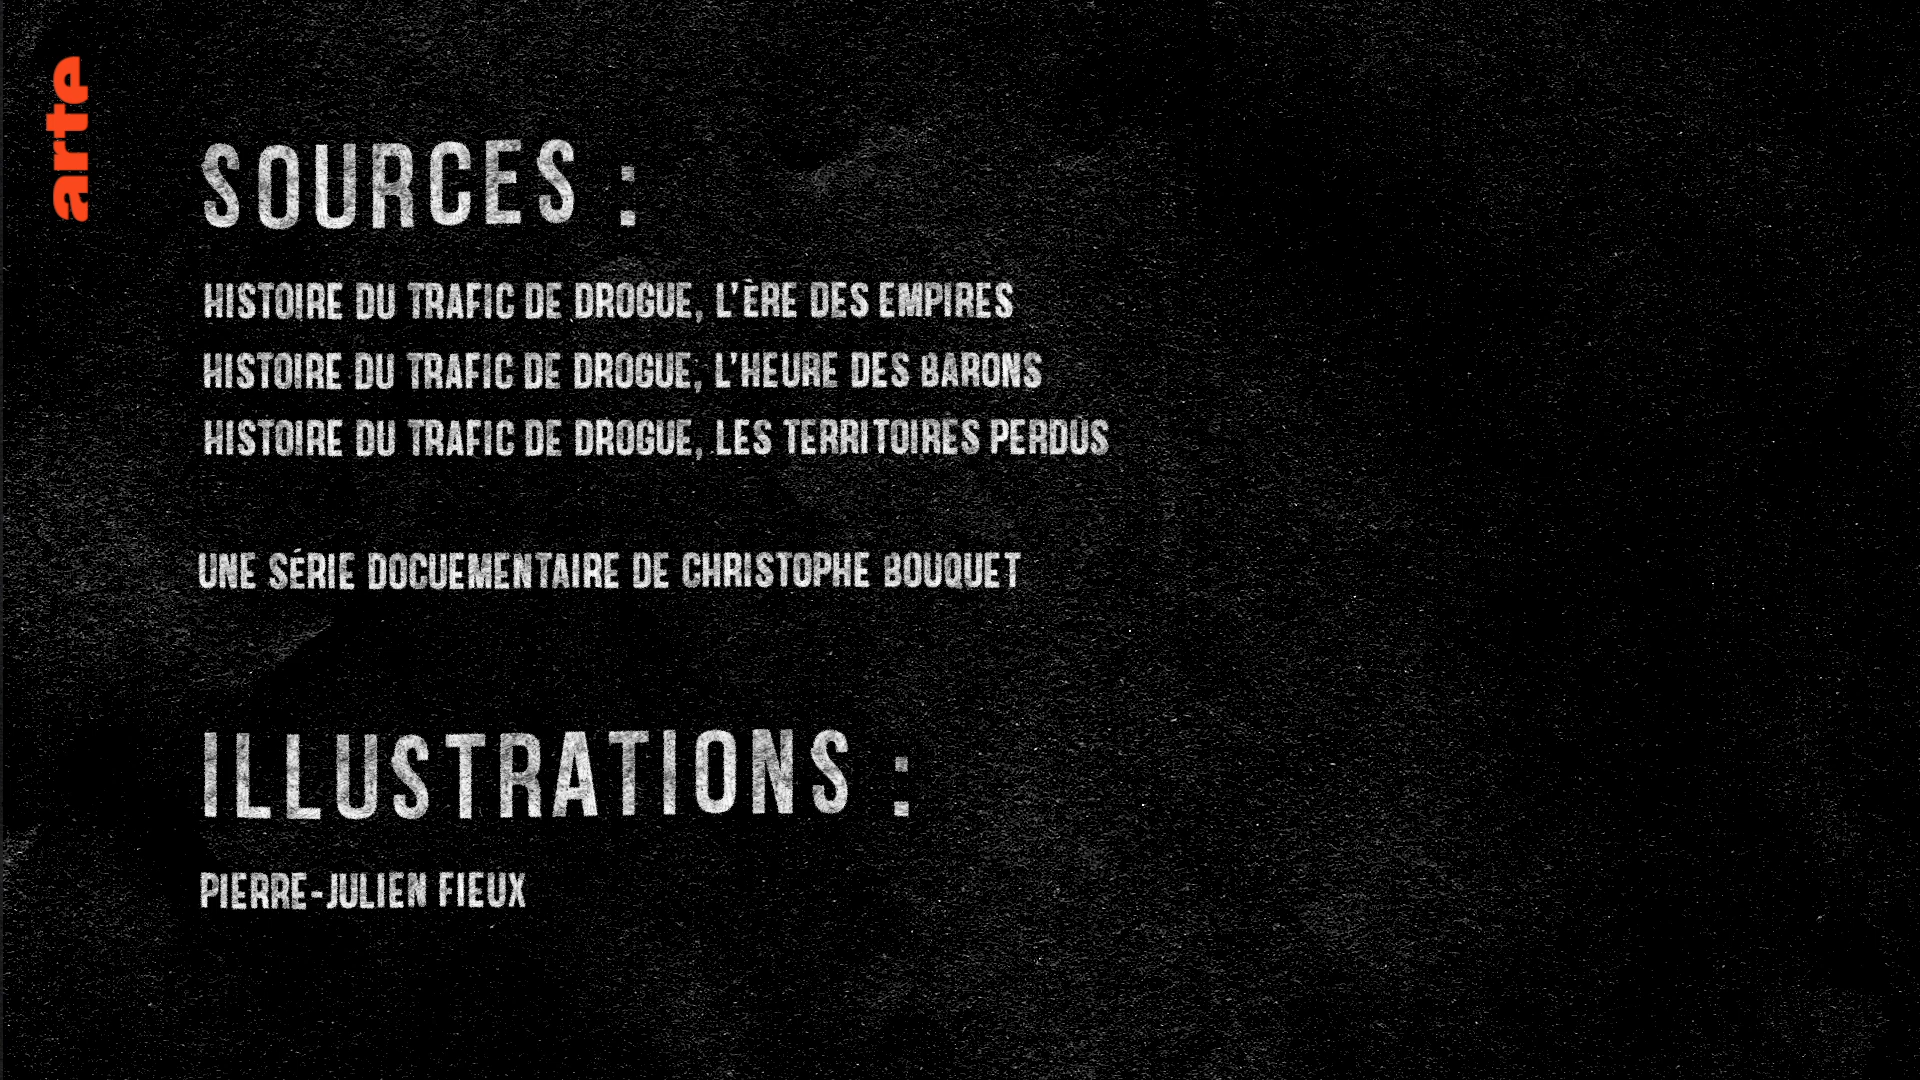 arte
SOURCES :
HISTOIRE DU TRAFIC DE DROGUE, L'ÈRE DES EMPIRES
HISTOIRE DU TRAFIC DE DROGUE, L'HEURE DES BARONS
HISTOIRE DU TRAFIC DE DROGUE, LES TERRITOIRES PERDUS
UNE SÉRIE DOCUEMENTAIRE DE CHRISTOPHE BOUQUET
ILLUSTRATIONS :
PIERRE-JULIEN FIEUX